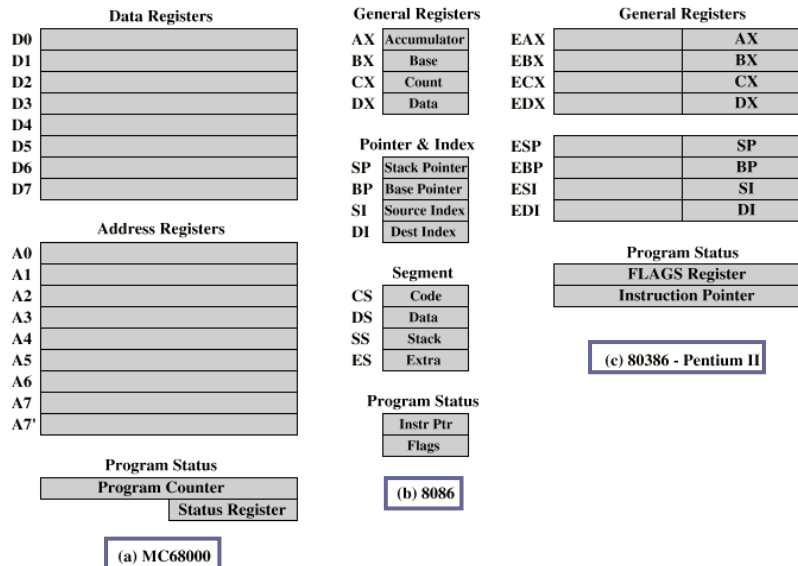 Data Registers
D0
D1
D2
D3
D4
D5
D6
D7
Address Registers
A0
A1
A2
A3
A4
A5
A6
A7
A7'
Program Status
Program Counter
Status Register
(a) MC68000
General Registers
AX Accumulator
BX Base
CX Count
DX Data
Pointer & Index
SP Stack Pointer
BP Base Pointer
SI Source Index
DI Dest Index
Segment
CS Code
DS Data
SS Stack
ES Extra
Program Status
Instr Ptr
Flags
(b) 8086
General Registers
EAX AX
EBX BX
ECX CX
EDX DX
ESP SP
EBP BP
ESI SI
EDI DI
Program Status
FLAGS Register
Instruction Pointer
(c) 80386 - Pentium II